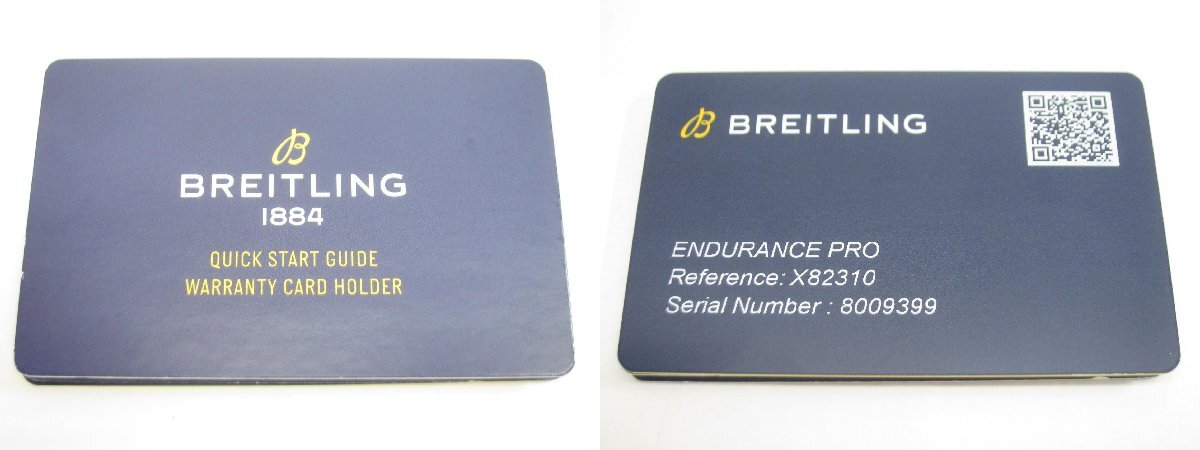 BREITLING
1884
QUICK START GUIDE
WARRANTY CARD HOLDER
BREITLING
ENDURANCE PRO
Reference: X82310
Serial Number : 8009399